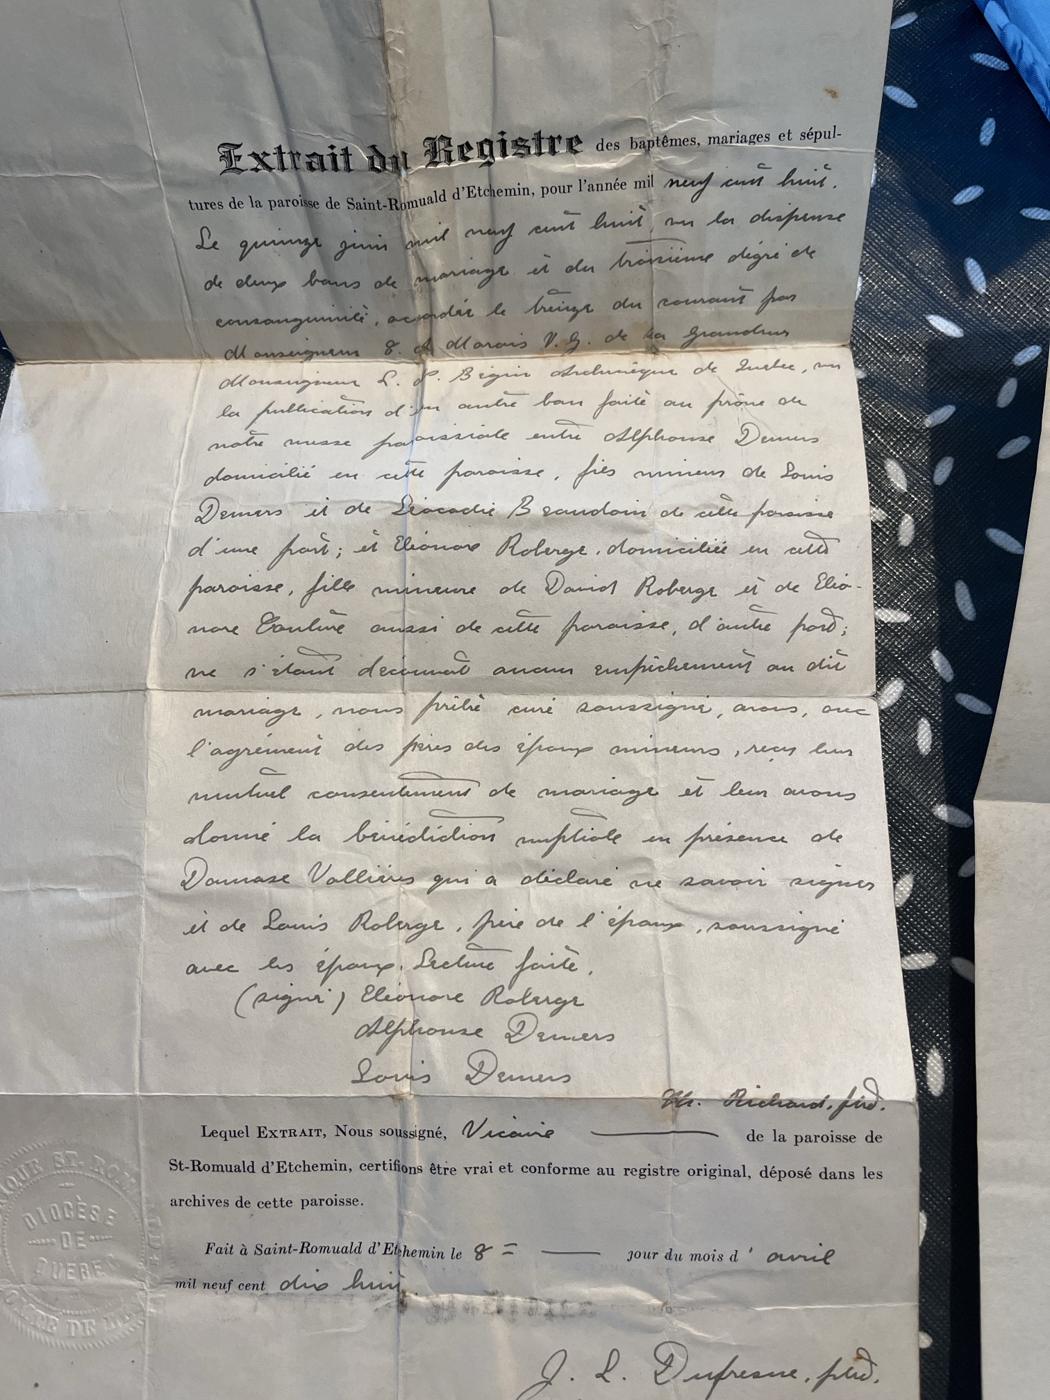 Extrait du Registre des baptêmes, mariages et sépul-
tures de la paroisse de Saint-Romuald d'Etchemin, pour l'année mil neuf cent huit.
Le quinze juin mil neuf cent huit, vu la dispense
de deux bans de mariage et du troisième dégré de
consanguinité, accordée le treize du courant par
Monseigneur Marois V.G. de Sa Grandeur
Monseigneur L. N. Bégin Archevêque de Québec, vu
la publication d'un autre ban faite au prône de
notre messe paroissiale entre Alphonse Demers
domicilié en cette paroisse, fils mineur de Louis
Demers et de Léocadie Beaudoin de cette paroisse
d'une part; et Eléonore Roberge, domiciliée en cette
paroisse, fille mineure de David Roberge et de Eléo-
nore aussi de cette paroisse, d'autre part;
ne s'étant découvert aucun empêchement au dit
mariage, nous prêtre curé soussigné, avons, avec
l'agrément des pères des époux mineurs, reçu leur
mutuel consentement de mariage et leur avons
donné la bénédiction nuptiale en présence de
Damase Vallières qui a déclaré ne savoir signer
et de Louis Roberge, père de l'époux, soussigné
avec les époux. Lecture faite.
(signé) Eléonore Roberge
Alphonse Demers
Louis Demers
Richard, ptre.
Lequel EXTRAIT, Nous soussigné, Vicaire de la paroisse de
St-Romuald d'Etchemin, certifions être vrai et conforme au registre original, déposé dans les
archives de cette paroisse.
Fait à Saint-Romuald d'Etchemin le 8 jour du mois d'avril
mil neuf cent dix huit
DIOCÈSE
DE
QUEBEC
J. L. Dufresne, ptre.